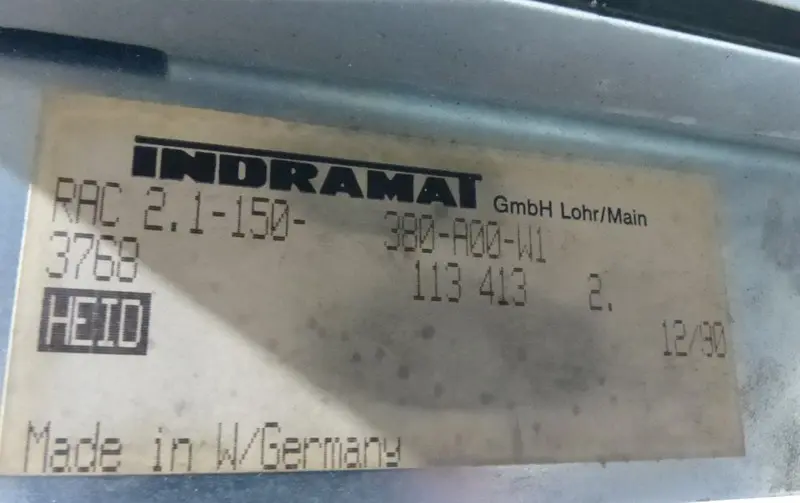 INDRAMAT GmbH Lohr/Main
RAC 2.1-150- 380-A00-W1
3768 113 413 2.
HEID 12/90
Made in W/Germany